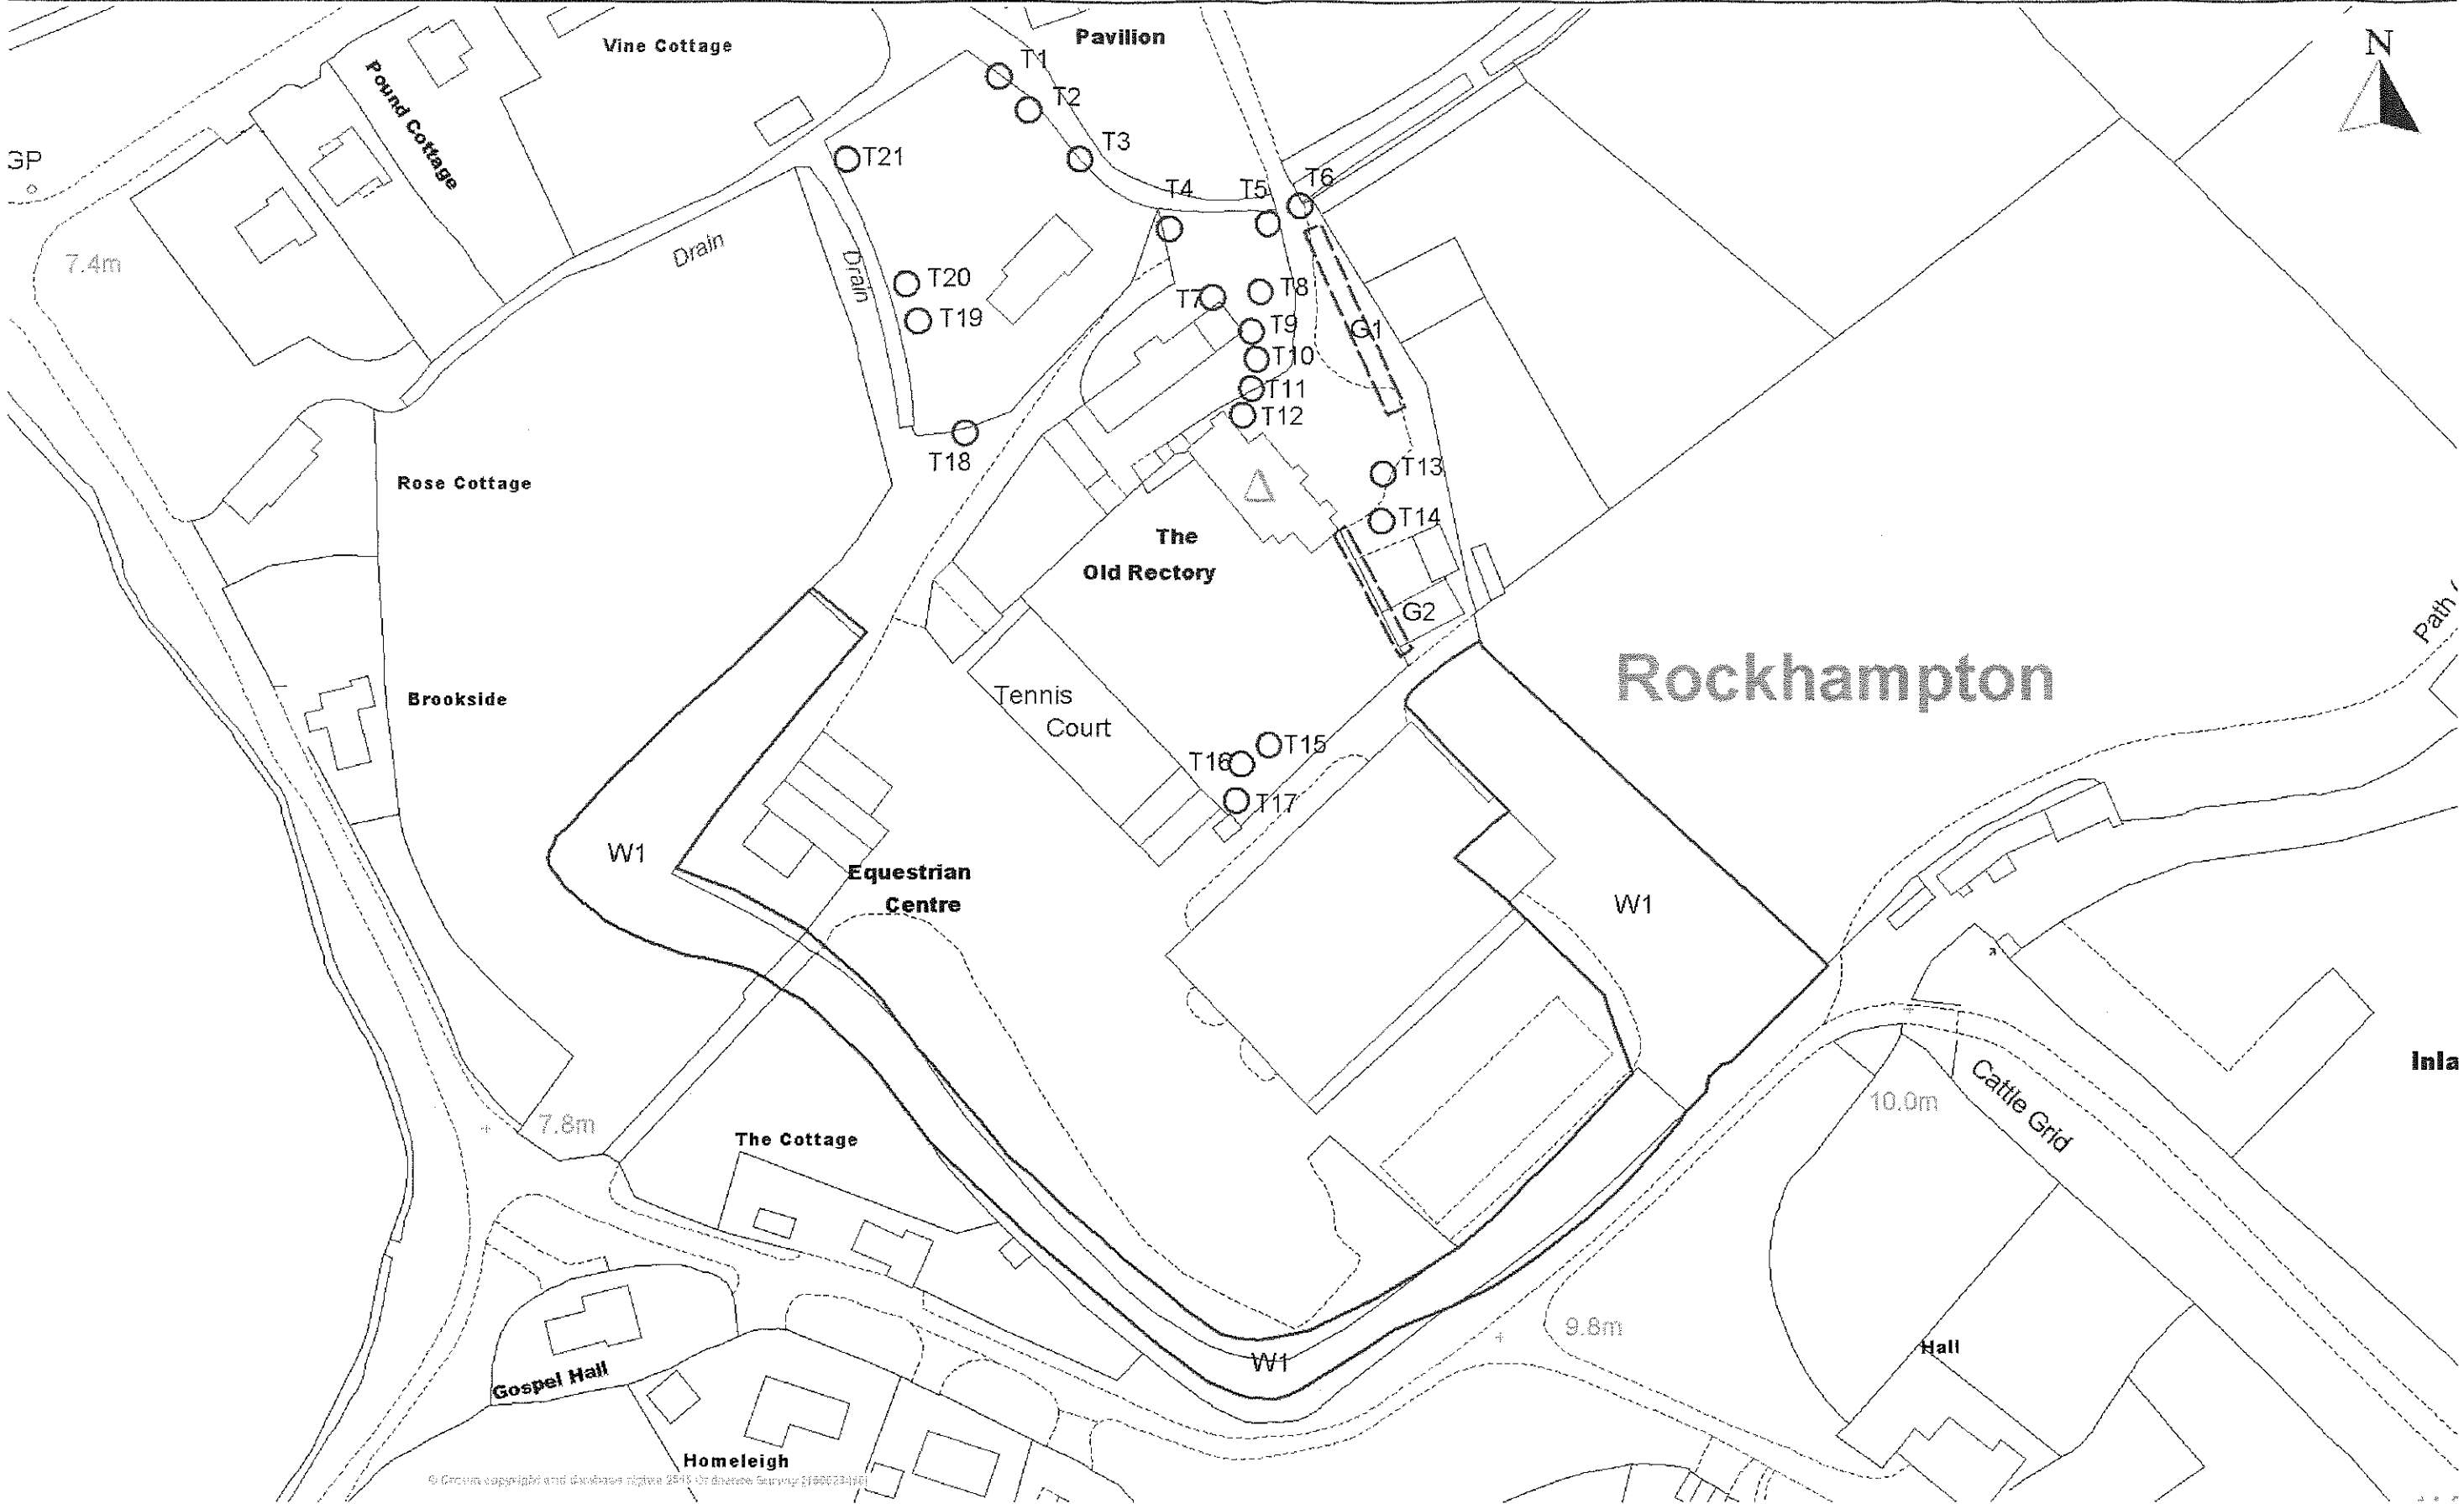 Pavilion
N
Vine Cottage
T1
Pound Cottage
T2
T3
GP
T21
T4
T5
T6
Drain
7.4m
Drain
T20
T7
T8
T19
T9
G1
T10
T11
T12
T18
T13
Rose Cottage
T14
The
Old Rectory
G2
Path
Rockhampton
Tennis
Court
Brookside
T16
T15
T17
W1
Equestrian
Centre
W1
Inla
10.0m
Cattle Grid
7.8m
The Cottage
9.8m
Hall
W1
Gospel Hall
Homeleigh